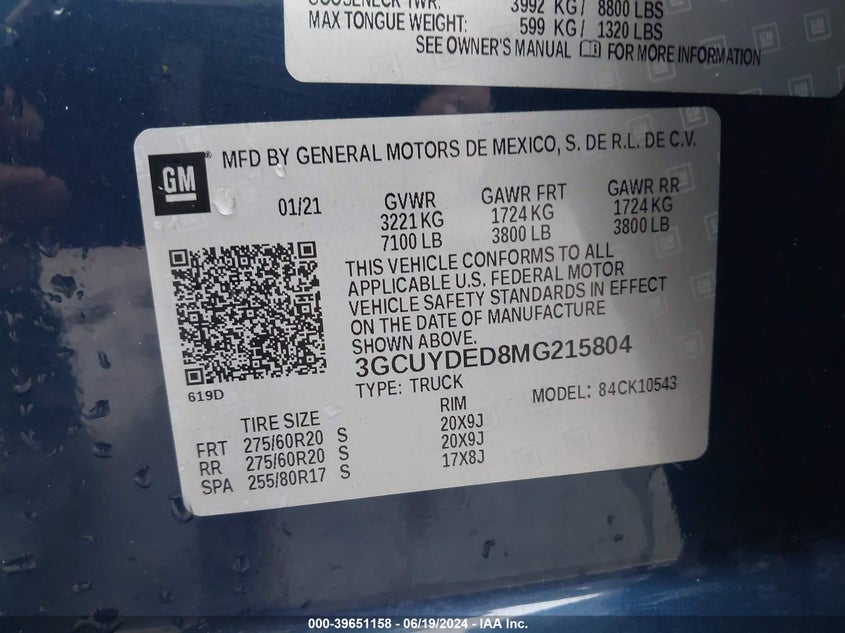 GOOSENECK TWR: 3992 KG / 8800 LBS
MAX TONGUE WEIGHT: 599 KG / 1320 LBS
SEE OWNER'S MANUAL FOR MORE INFORMATION
GM
MFD BY GENERAL MOTORS DE MEXICO, S. DE R.L. DE C.V.
01/21 GVWR GAWR FRT GAWR RR
3221 KG 1724 KG 1724 KG
7100 LB 3800 LB 3800 LB
THIS VEHICLE CONFORMS TO ALL
APPLICABLE U.S. FEDERAL MOTOR
VEHICLE SAFETY STANDARDS IN EFFECT
ON THE DATE OF MANUFACTURE
SHOWN ABOVE.
3GCUYDED8MG215804
619D
TYPE: TRUCK MODEL: 84CK10543
TIRE SIZE RIM
FRT 275/60R20 S 20X9J
RR 275/60R20 S 20X9J
SPA 255/80R17 S 17X8J
000-39651158 - 06/19/2024 - IAA Inc.